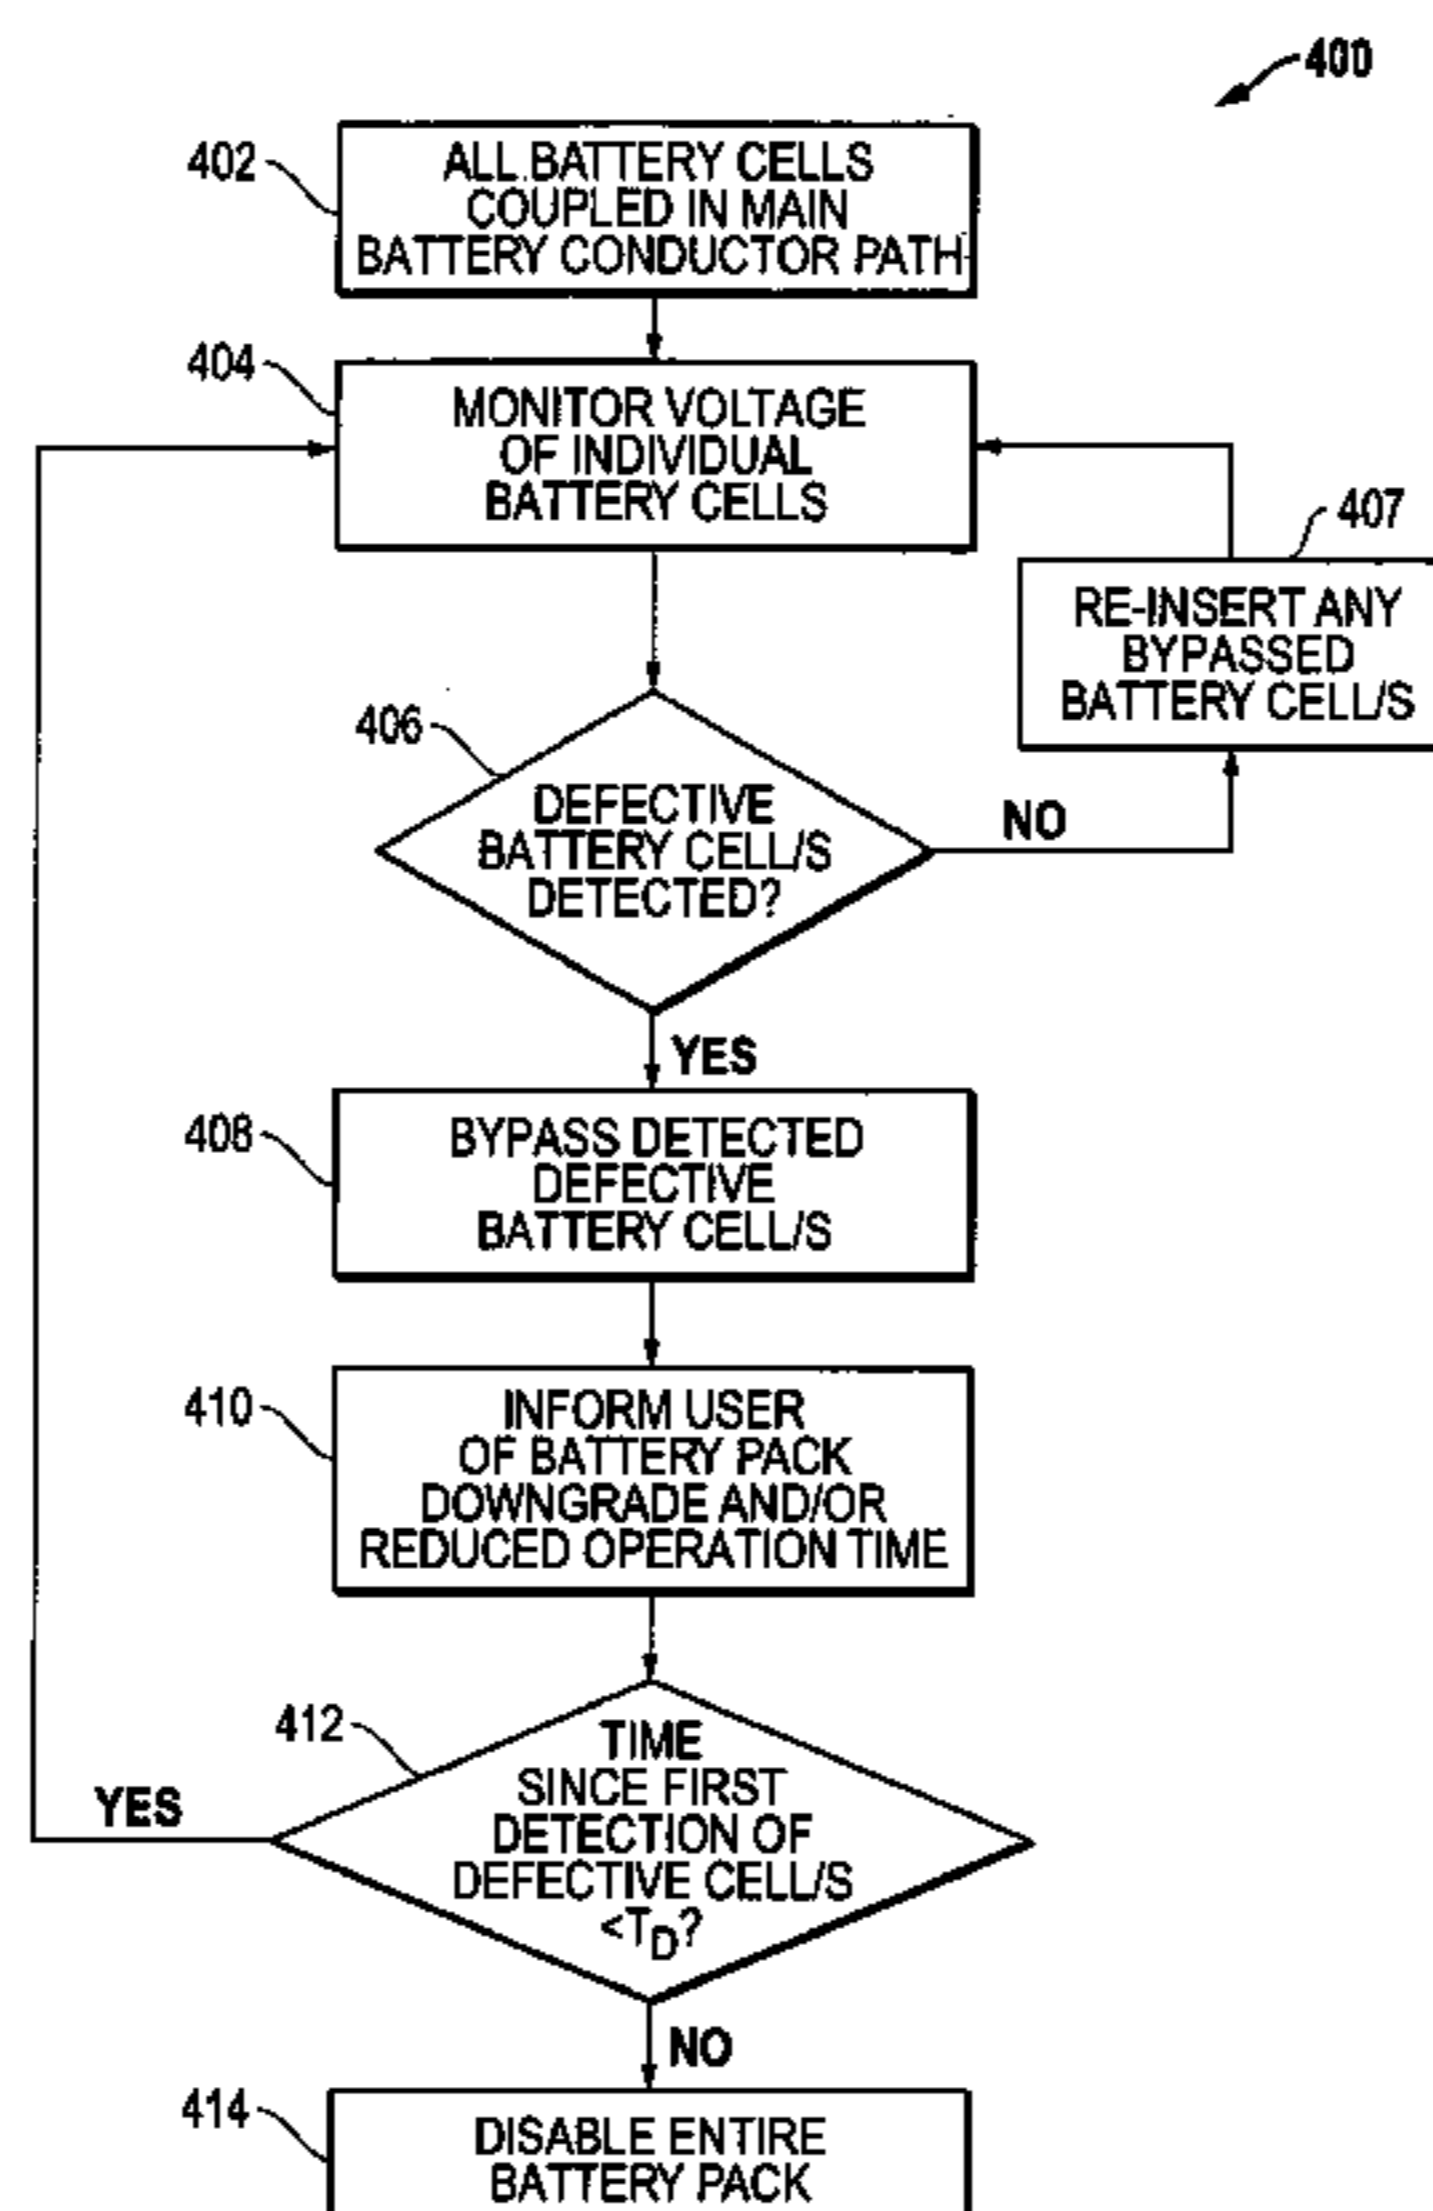 400
402
ALL BATTERY CELLS
COUPLED IN MAIN
BATTERY CONDUCTOR PATH
404
MONITOR VOLTAGE
OF INDIVIDUAL
BATTERY CELLS
407
RE-INSERT ANY
BYPASSED
BATTERY CELL/S
406
DEFECTIVE
BATTERY CELL/S
DETECTED?
NO
YES
408
BYPASS DETECTED
DEFECTIVE
BATTERY CELL/S
410
INFORM USER
OF BATTERY PACK
DOWNGRADE AND/OR
REDUCED OPERATION TIME
412
TIME
SINCE FIRST
DETECTION OF
DEFECTIVE CELL/S
<TD?
YES
NO
414
DISABLE ENTIRE
BATTERY PACK